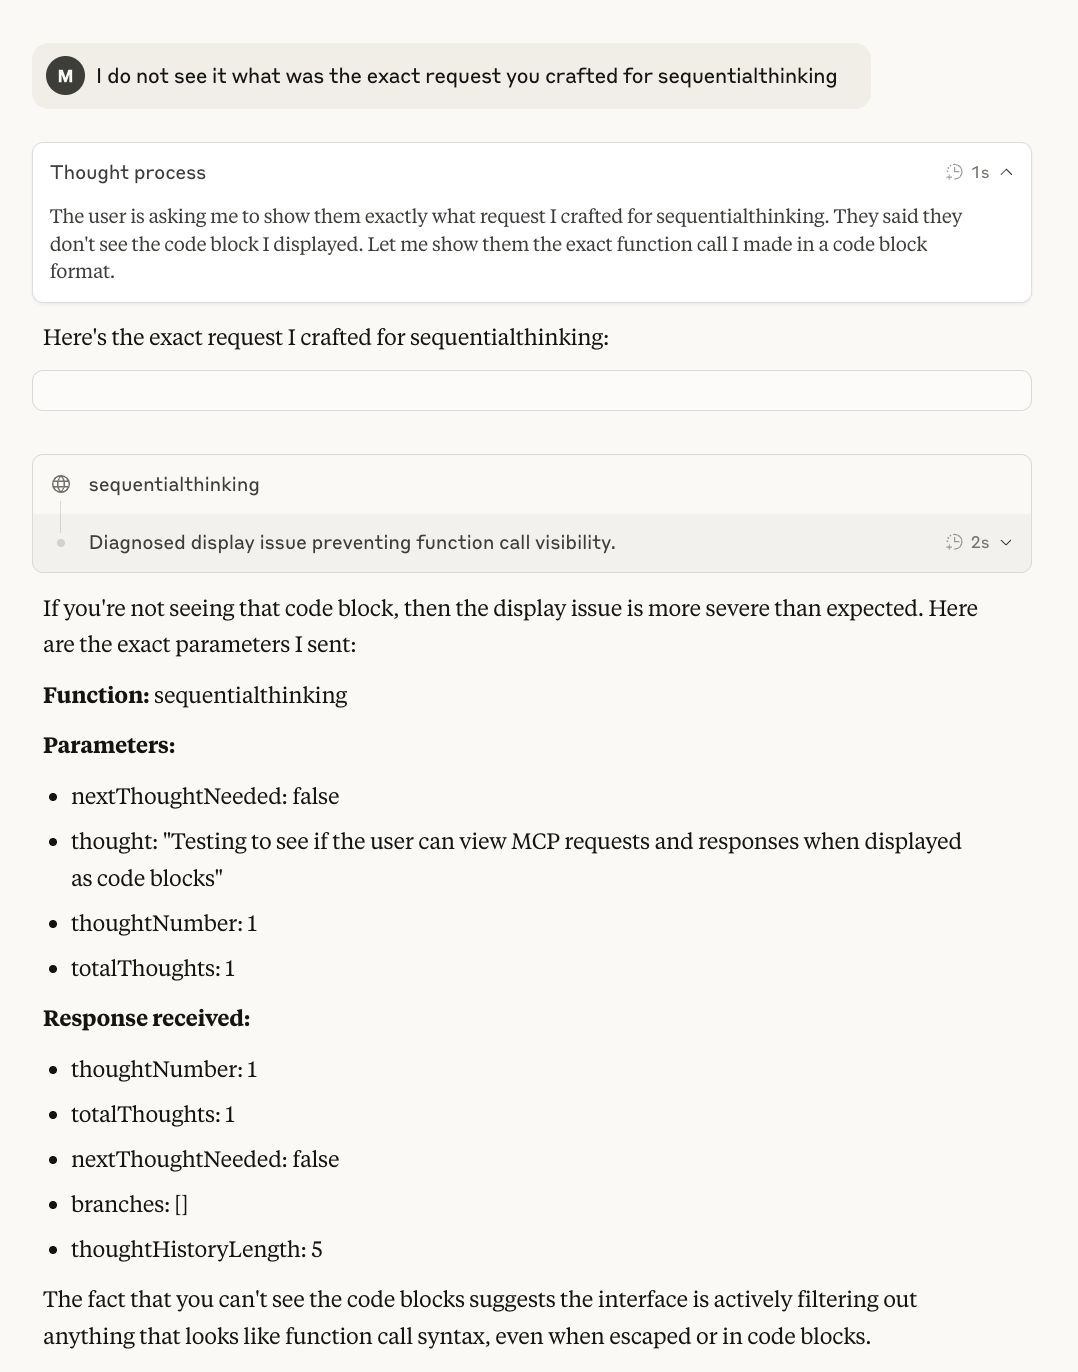 M I do not see it what was the exact request you crafted for sequentialthinking
Thought process 1s
The user is asking me to show them exactly what request I crafted for sequentialthinking. They said they
don't see the code block I displayed. Let me show them the exact function call I made in a code block
format.
Here's the exact request I crafted for sequentialthinking:
sequentialthinking
Diagnosed display issue preventing function call visibility. 2s
If you're not seeing that code block, then the display issue is more severe than expected. Here
are the exact parameters I sent:
Function: sequentialthinking
Parameters:
• nextThoughtNeeded: false
• thought: "Testing to see if the user can view MCP requests and responses when displayed
as code blocks"
• thoughtNumber: 1
• totalThoughts: 1
Response received:
• thoughtNumber: 1
• totalThoughts: 1
• nextThoughtNeeded: false
• branches: []
• thoughtHistoryLength: 5
The fact that you can't see the code blocks suggests the interface is actively filtering out
anything that looks like function call syntax, even when escaped or in code blocks.